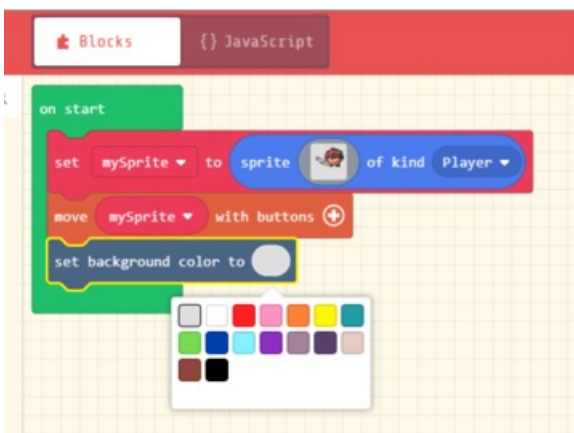 Blocks
{} JavaScript
on start
set mySprite to sprite of kind Player
move mySprite with buttons
set background color to